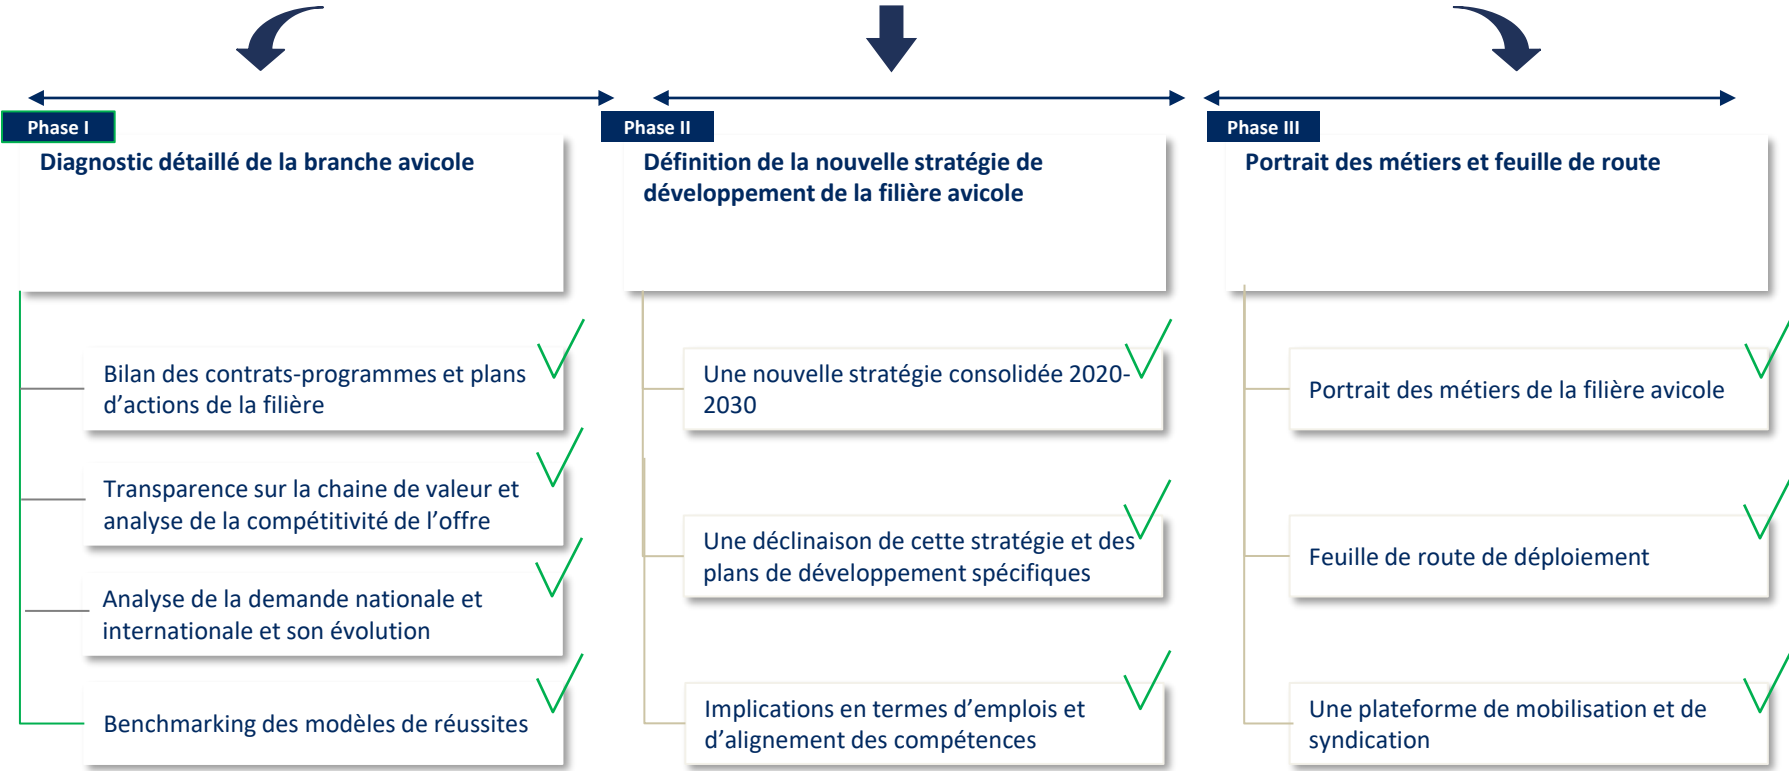 Phase I
Diagnostic détaillé de la branche avicole
Bilan des contrats-programmes et plans
d’actions de la filière
Transparence sur la chaine de valeur et
analyse de la compétitivité de l’offre
Analyse de la demande nationale et
internationale et son évolution
Benchmarking des modèles de réussites
Phase II
Définition de la nouvelle stratégie de
développement de la filière avicole
Une nouvelle stratégie consolidée 2020-
2030
Une déclinaison de cette stratégie et des
plans de développement spécifiques
Implications en termes d’emplois et
d’alignement des compétences
Phase III
Portrait des métiers et feuille de route
Portrait des métiers de la filière avicole
Feuille de route de déploiement
Une plateforme de mobilisation et de
syndication